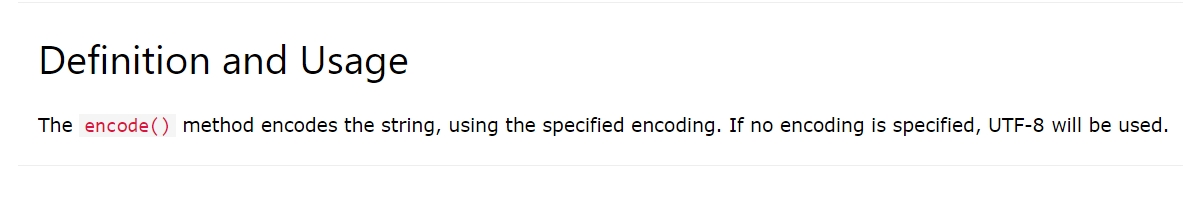 Definition and Usage
The encode() method encodes the string, using the specified encoding. If no encoding is specified, UTF-8 will be used.